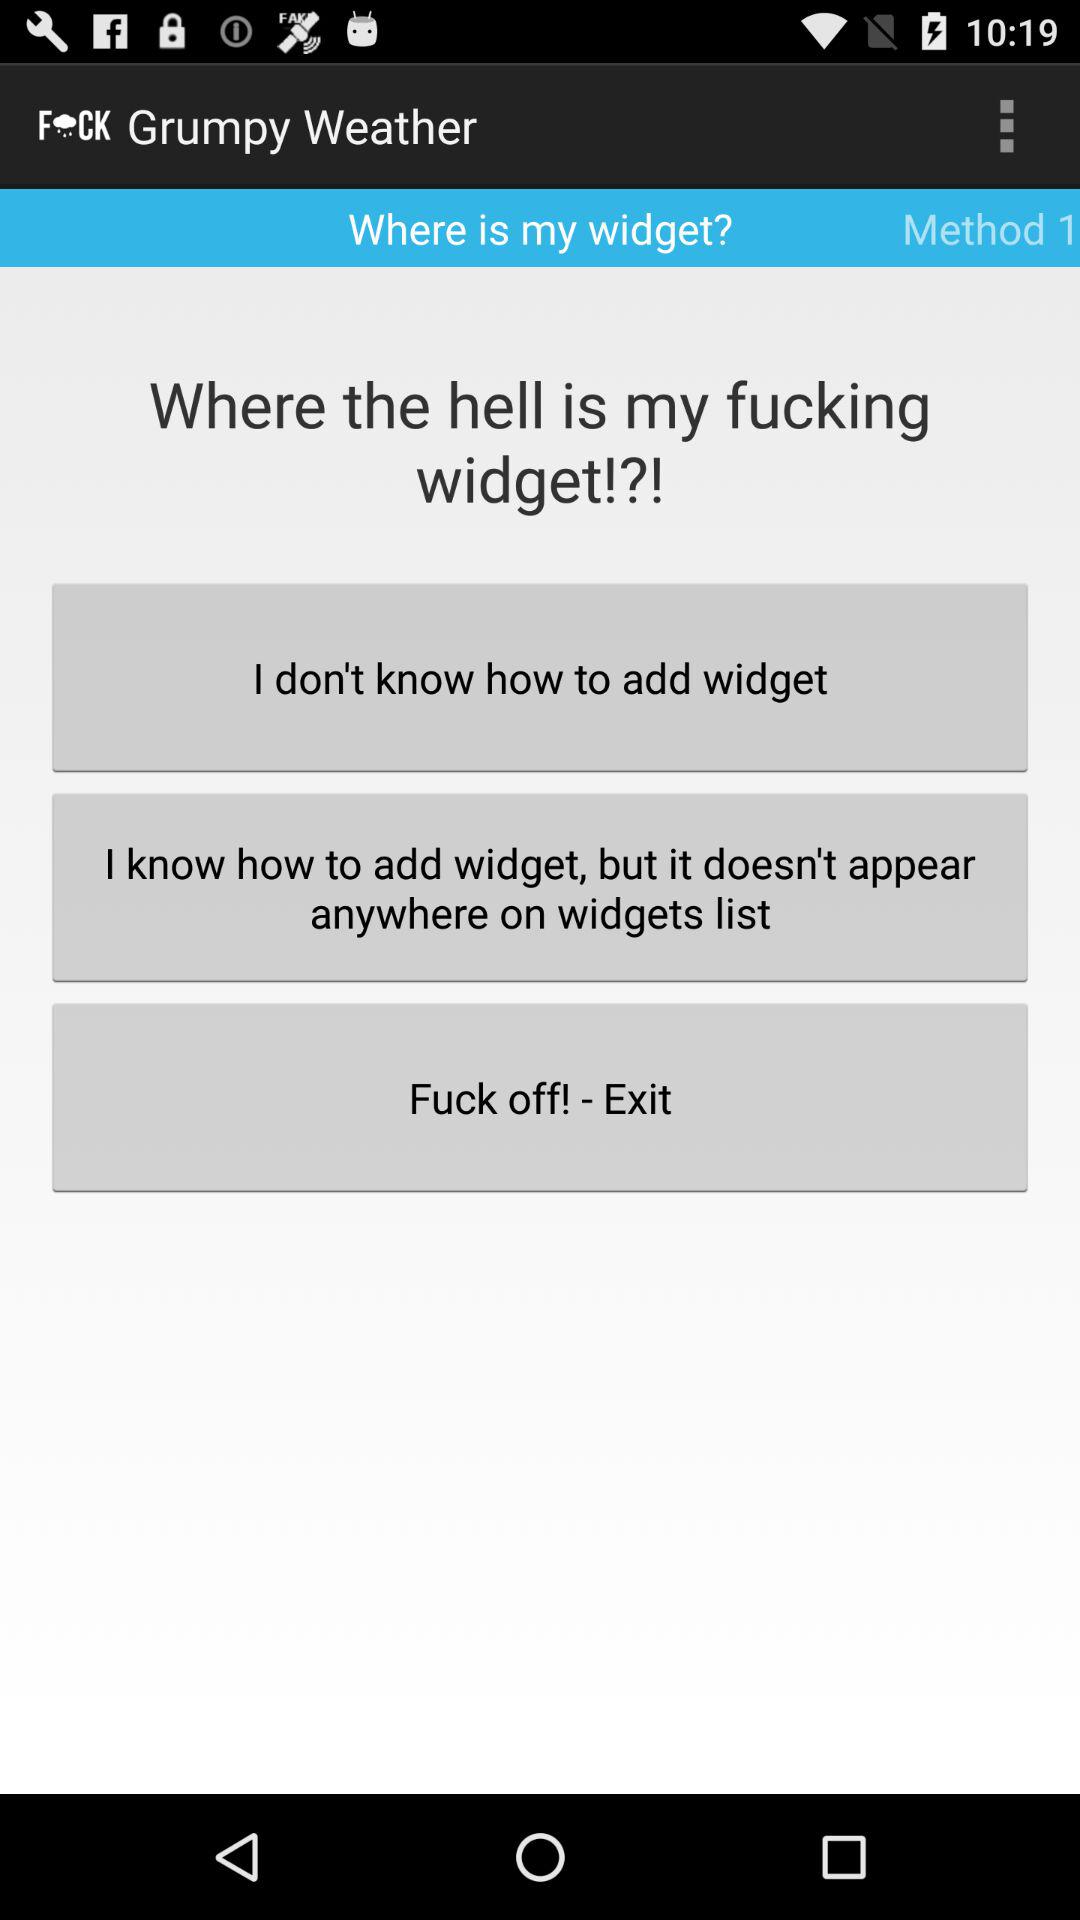 FAKE
10:19
F CK Grumpy Weather
Where is my widget?
Method 1
Where the hell is my fucking
widget!?!
I don't know how to add widget
I know how to add widget, but it doesn't appear
anywhere on widgets list
Fuck off! - Exit